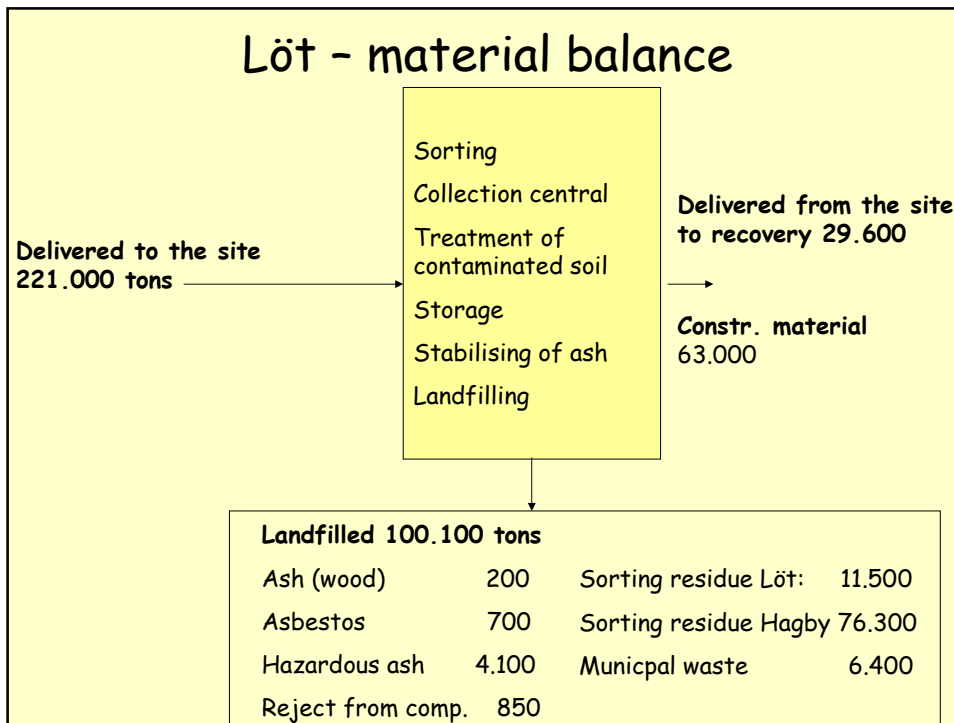 Löt – material balance
Delivered to the site
221.000 tons
Sorting
Collection central
Treatment of
contaminated soil
Storage
Stabilising of ash
Landfilling
Delivered from the site
to recovery 29.600
Constr. material
63.000
Landfilled 100.100 tons
Ash (wood) 200 Sorting residue Löt: 11.500
Asbestos 700 Sorting residue Hagby 76.300
Hazardous ash 4.100 Municpal waste 6.400
Reject from comp. 850